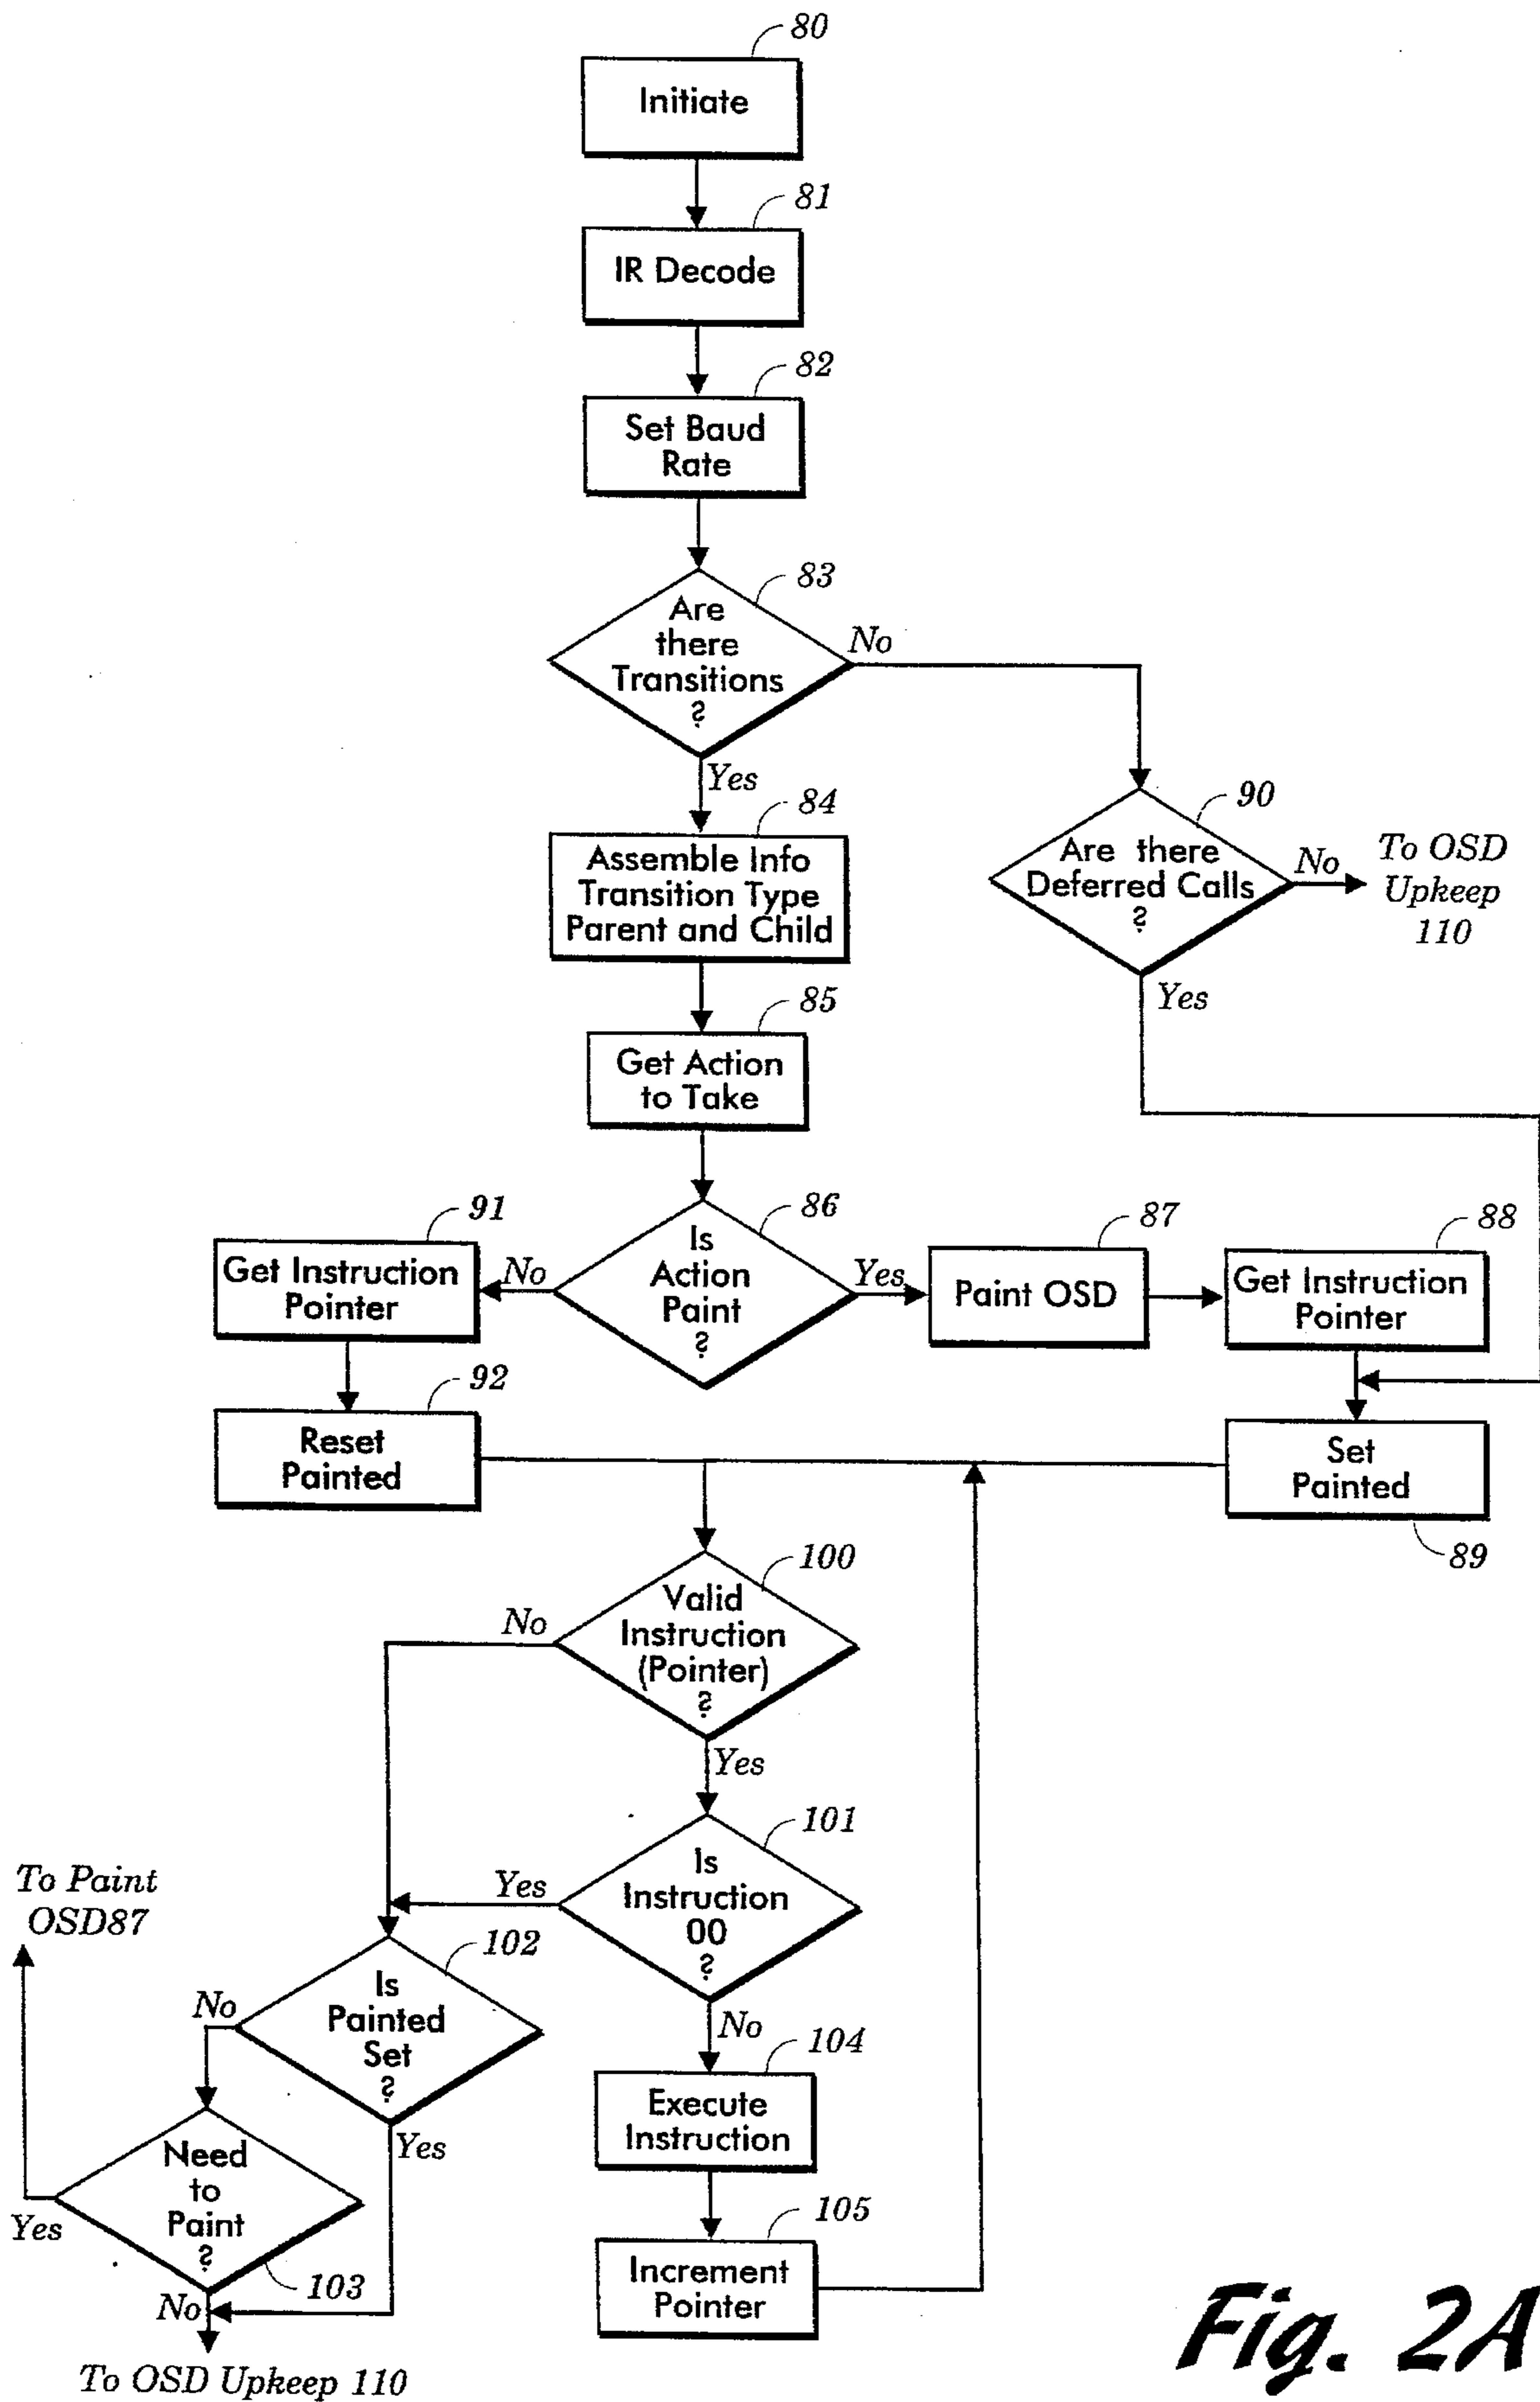 80
Initiate
81
IR Decode
82
Set Baud
Rate
83
Are
there
Transitions
?
No
Yes
84
Assemble Info
Transition Type
Parent and Child
90
Are there
Deferred Calls
?
No
To OSD
Upkeep
110
Yes
85
Get Action
to Take
86
Is
Action
Paint
?
No
Yes
91
Get Instruction
Pointer
87
Paint OSD
88
Get Instruction
Pointer
92
Reset
Painted
Set
Painted
89
100
Valid
Instruction
(Pointer)
?
No
Yes
101
Is
Instruction
00
?
Yes
No
To Paint
OSD87
102
Is
Painted
Set
?
No
Yes
104
Execute
Instruction
Need
to
Paint
?
Yes
103
No
105
Increment
Pointer
To OSD Upkeep 110
Fig. 2A